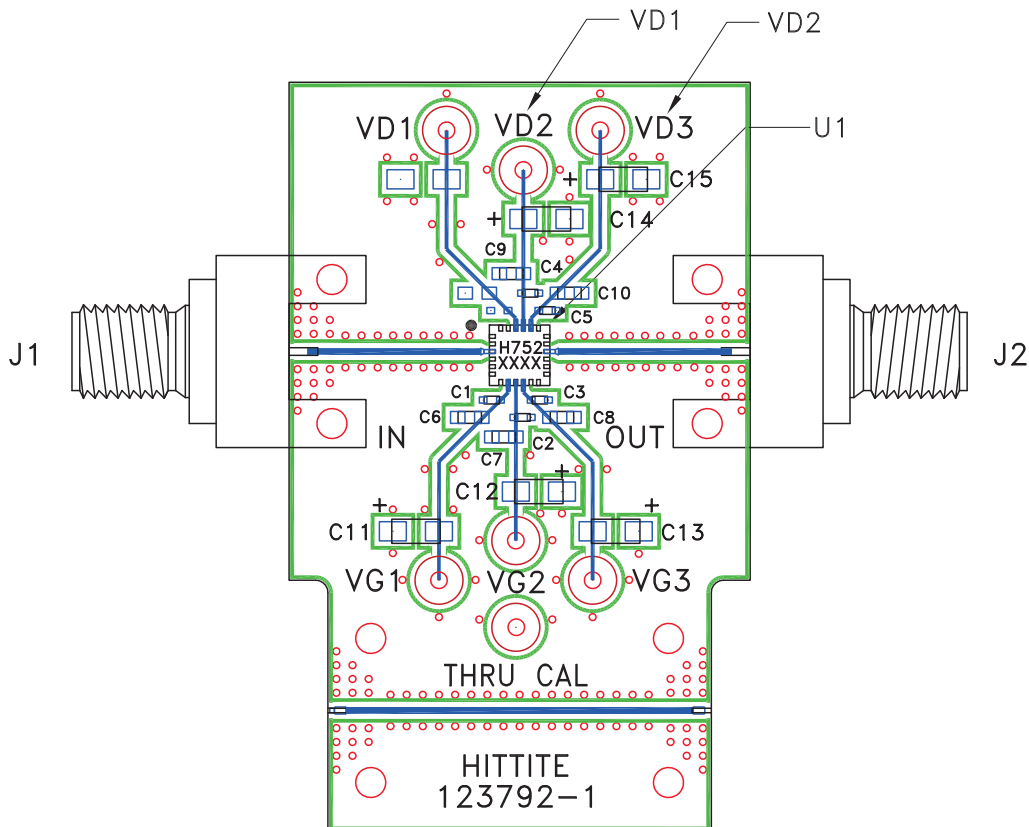 VD1
VD2
VD1
VD2
VD3
U1
+
C15
+
C14
C9
C4
C10
C5
J1
H752
XXXX
J2
C1
C3
C6
C8
IN
OUT
C2
C7
+
C12
+
C11
+
C13
VG1
VG2
VG3
THRU CAL
HITTITE
123792-1